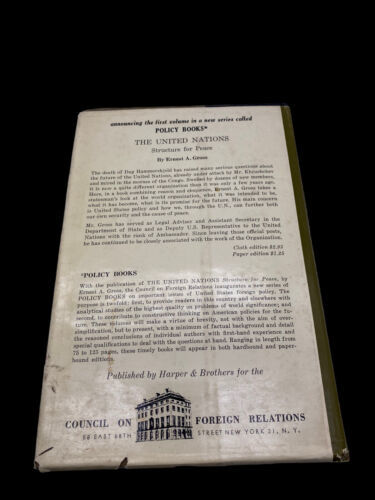 announcing the first volume in a new series called
POLICY BOOKS*
THE UNITED NATIONS
Structure for Peace
By Ernest A. Gross
The death of Dag Hammarskjold has raised many serious questions about
the future of the United Nations, already under attack by Mr. Khrushchev
and mired in the morass of the Congo. Swelled by dozens of new members,
it is now a quite different organization than it was only a few years ago.
Here, in a book combining reason and eloquence, Ernest A. Gross takes a
statesman's look at the world organization, what it was intended to be,
what it has become, what is its promise for the future. His main concern
is United States policy and how we, through the U.N., can further both
our own security and the cause of peace.
Mr. Gross has served as Legal Adviser and Assistant Secretary in the
Department of State and as Deputy U.S. Representative to the United
Nations with the rank of Ambassador. Since leaving those official posts,
he has continued to be closely associated with the work of the Organization.
Cloth edition $2.95
Paper edition $1.25
*POLICY BOOKS
With the publication of THE UNITED NATIONS Structure for Peace, by
Ernest A. Gross, the Council on Foreign Relations inaugurates a new series of
POLICY BOOKS on important issues of United States foreign policy. The
purpose is twofold: first, to provide readers in this country and elsewhere with
analytical studies of the highest quality on problems of world significance; and
second, to contribute to constructive thinking on American policies for the fu-
ture. These volumes will make a virtue of brevity, not with the aim of over-
simplification, but to present, with a minimum of factual background and detail
the reasoned conclusions of individual authors with first-hand experience and
special qualifications to deal with the questions at hand. Ranging in length from
75 to 125 pages, these timely books will appear in both hardbound and paper-
bound editions.
Published by Harper & Brothers for the
COUNCIL ON FOREIGN RELATIONS
58 EAST 68TH STREET NEW YORK 21, N. Y.